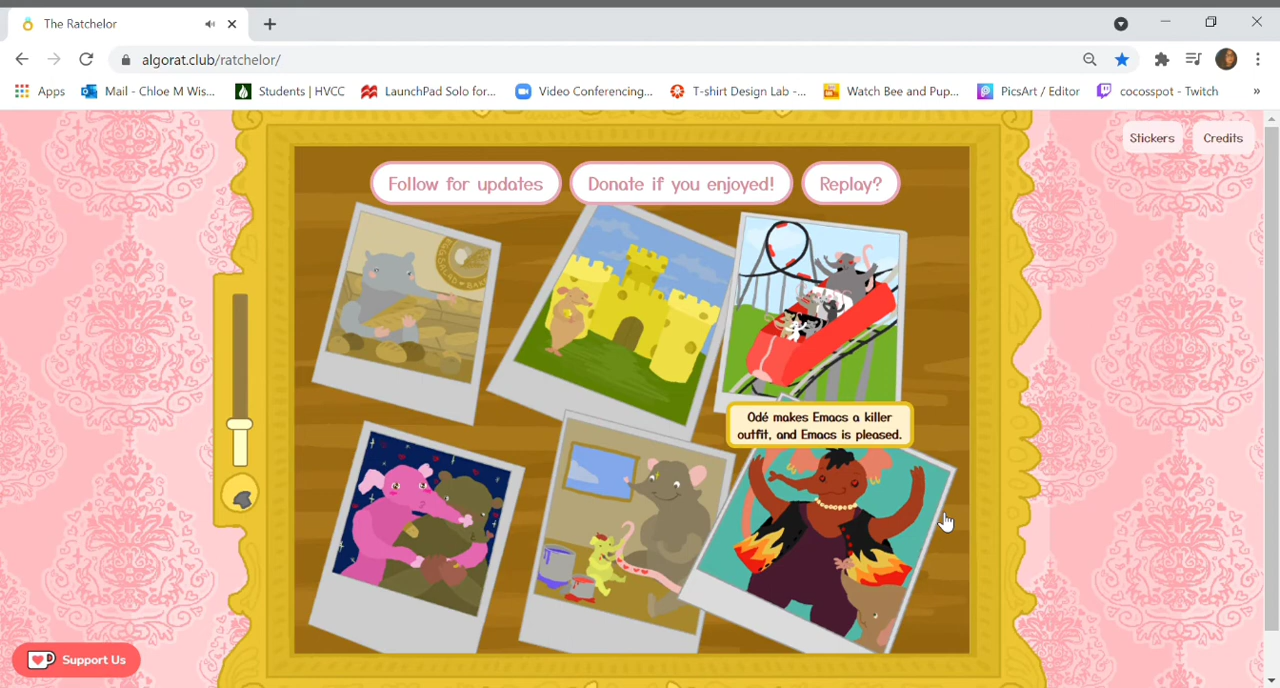 The Ratchelor
algorat.club/ratchelor/
Apps
Mail - Chloe M Wis...
Students | HVCC
LaunchPad Solo for...
Video Conferencing...
T-shirt Design Lab -...
Watch Bee and Pup...
PicsArt / Editor
cocosspot - Twitch
»
Stickers
Credits
Follow for updates
Donate if you enjoyed!
Replay?
Odé makes Emacs a killer
outfit, and Emacs is pleased.
Support Us